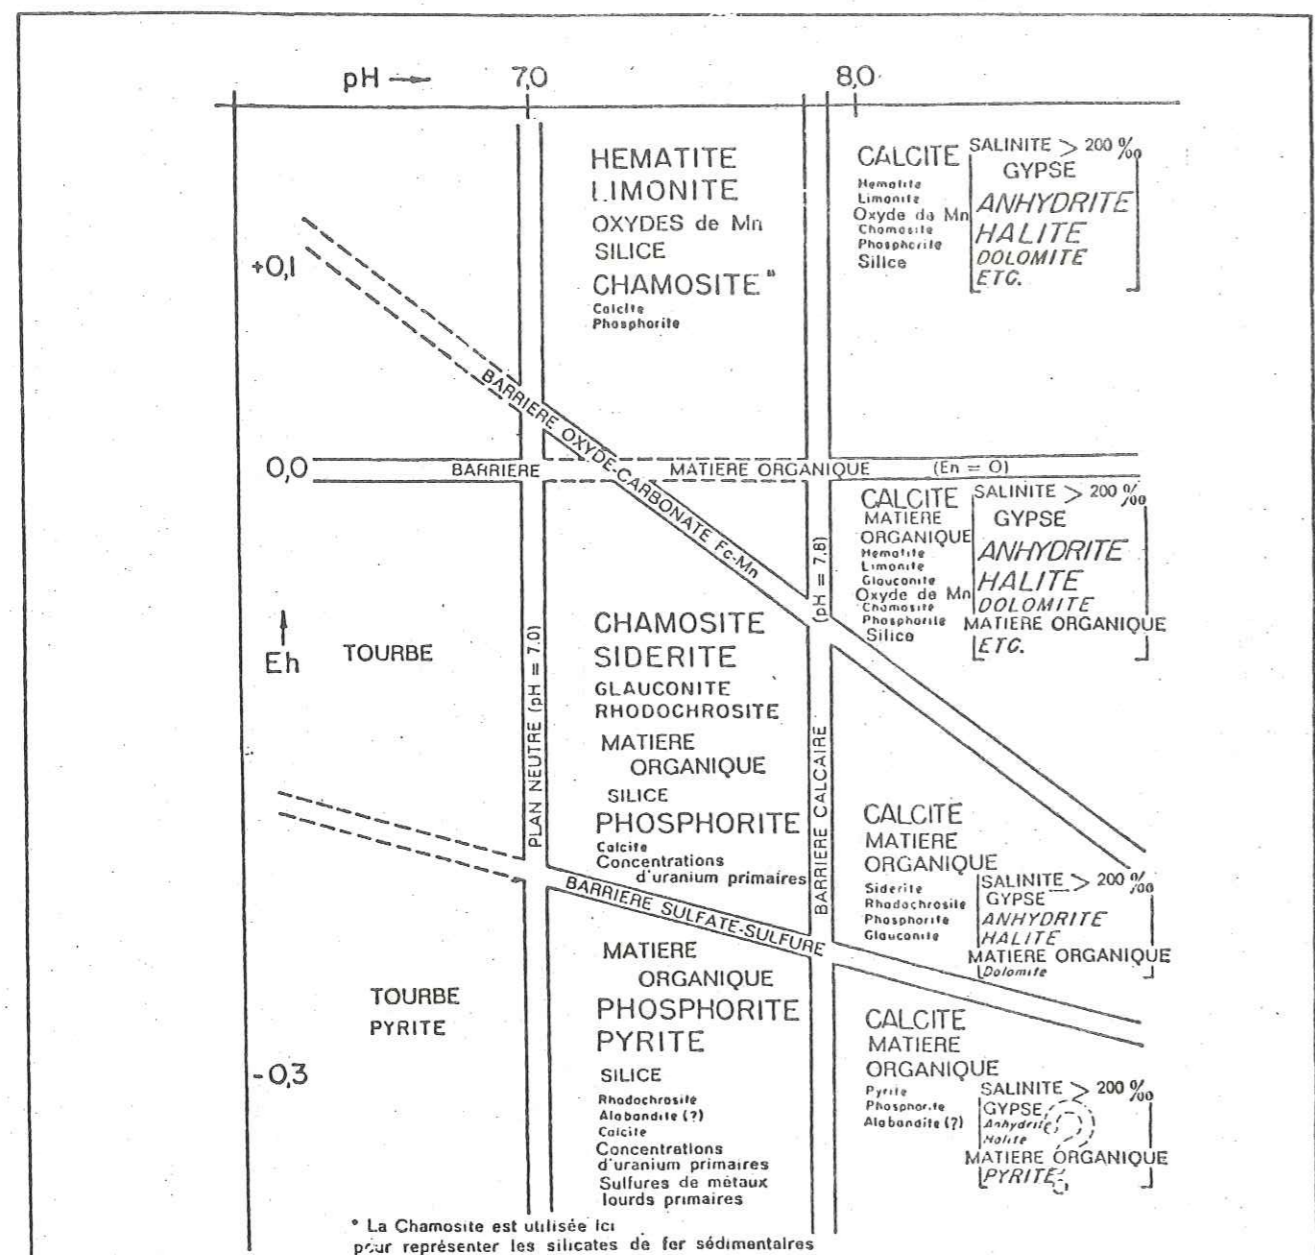 pH → 7,0 8,0
HEMATITE
LIMONITE
OXYDES de Mn
SILICE
CHAMOSITE*
Calcite
Phosphorite
CALCITE
Hematite
Limonite
Oxyde de Mn
Chamosite
Phosphorite
Silice
SALINITE > 200 ‰
GYPSE
ANHYDRITE
HALITE
DOLOMITE
ETC.
+0,1
BARRIERE OXYDE-CARBONATE Fc-Mn
0,0
BARRIERE MATIERE ORGANIQUE (En = O)
CALCITE
MATIERE
ORGANIQUE
Hematite
Limonite
Glauconite
Oxyde de Mn
Chamosite
Phosphorite
Silice
SALINITE > 200 ‰
GYPSE
ANHYDRITE
HALITE
DOLOMITE
MATIERE ORGANIQUE
ETC.
Eh
TOURBE
PLAN NEUTRE (pH = 7.0)
CHAMOSITE
SIDERITE
GLAUCONITE
RHODOCHROSITE
MATIERE
ORGANIQUE
SILICE
PHOSPHORITE
Calcite
Concentrations
d'uranium primaires
BARRIERE CALCAIRE (pH = 7.8)
CALCITE
MATIERE
ORGANIQUE
Siderite
Rhodochrosite
Phosphorite
Glauconite
SALINITE > 200 ‰
GYPSE
ANHYDRITE
HALITE
MATIERE ORGANIQUE
Dolomite
BARRIERE SULFATE-SULFURE
TOURBE
PYRITE
-0,3
MATIERE
ORGANIQUE
PHOSPHORITE
PYRITE
SILICE
Rhodochrosite
Alabandite (?)
Calcite
Concentrations
d'uranium primaires
Sulfures de métaux
lourds primaires
CALCITE
MATIERE
ORGANIQUE
Pyrite
Phosphorite
Alabandite (?)
SALINITE > 200 ‰
GYPSE
Anhydrite
Halite
?
MATIERE ORGANIQUE
PYRITE
* La Chamosite est utilisée ici
pour représenter les silicates de fer sédimentaires